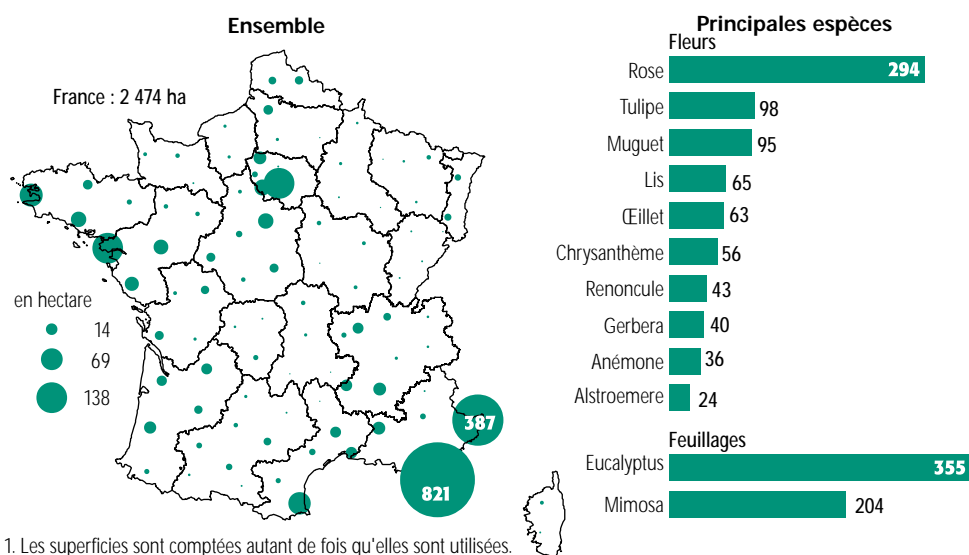 Ensemble
France : 2 474 ha
en hectare
14
69
138
387
821
1. Les superficies sont comptées autant de fois qu'elles sont utilisées.
Principales espèces
Fleurs
Rose 294
Tulipe 98
Muguet 95
Lis 65
Œillet 63
Chrysanthème 56
Renoncule 43
Gerbera 40
Anémone 36
Alstroemere 24
Feuillages
Eucalyptus 355
Mimosa 204